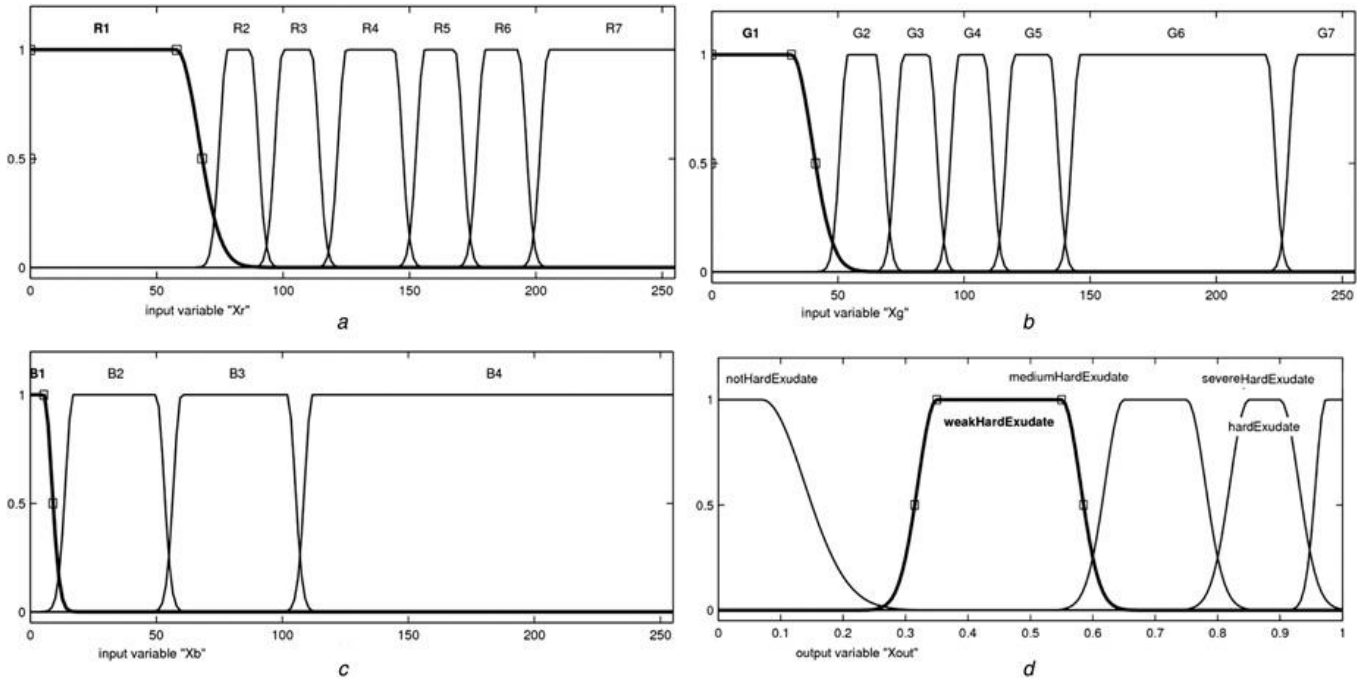 R1 R2 R3 R4 R5 R6 R7
1
0.5
0
0 50 100 150 200 250
input variable "Xr"
a
G1 G2 G3 G4 G5 G6 G7
1
0.5
0
0 50 100 150 200 250
input variable "Xg"
b
B1 B2 B3 B4
1
0.5
0
0 50 100 150 200 250
input variable "Xb"
c
notHardExudate mediumHardExudate severeHardExudate
1
weakHardExudate hardExudate
0.5
0
0 0.1 0.2 0.3 0.4 0.5 0.6 0.7 0.8 0.9 1
output variable "Xout"
d